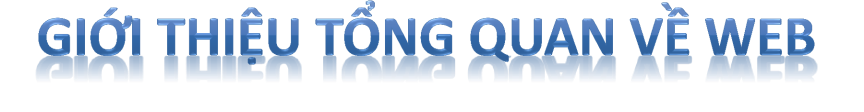 GIỚI THIỆU TỔNG QUAN VỀ WEB